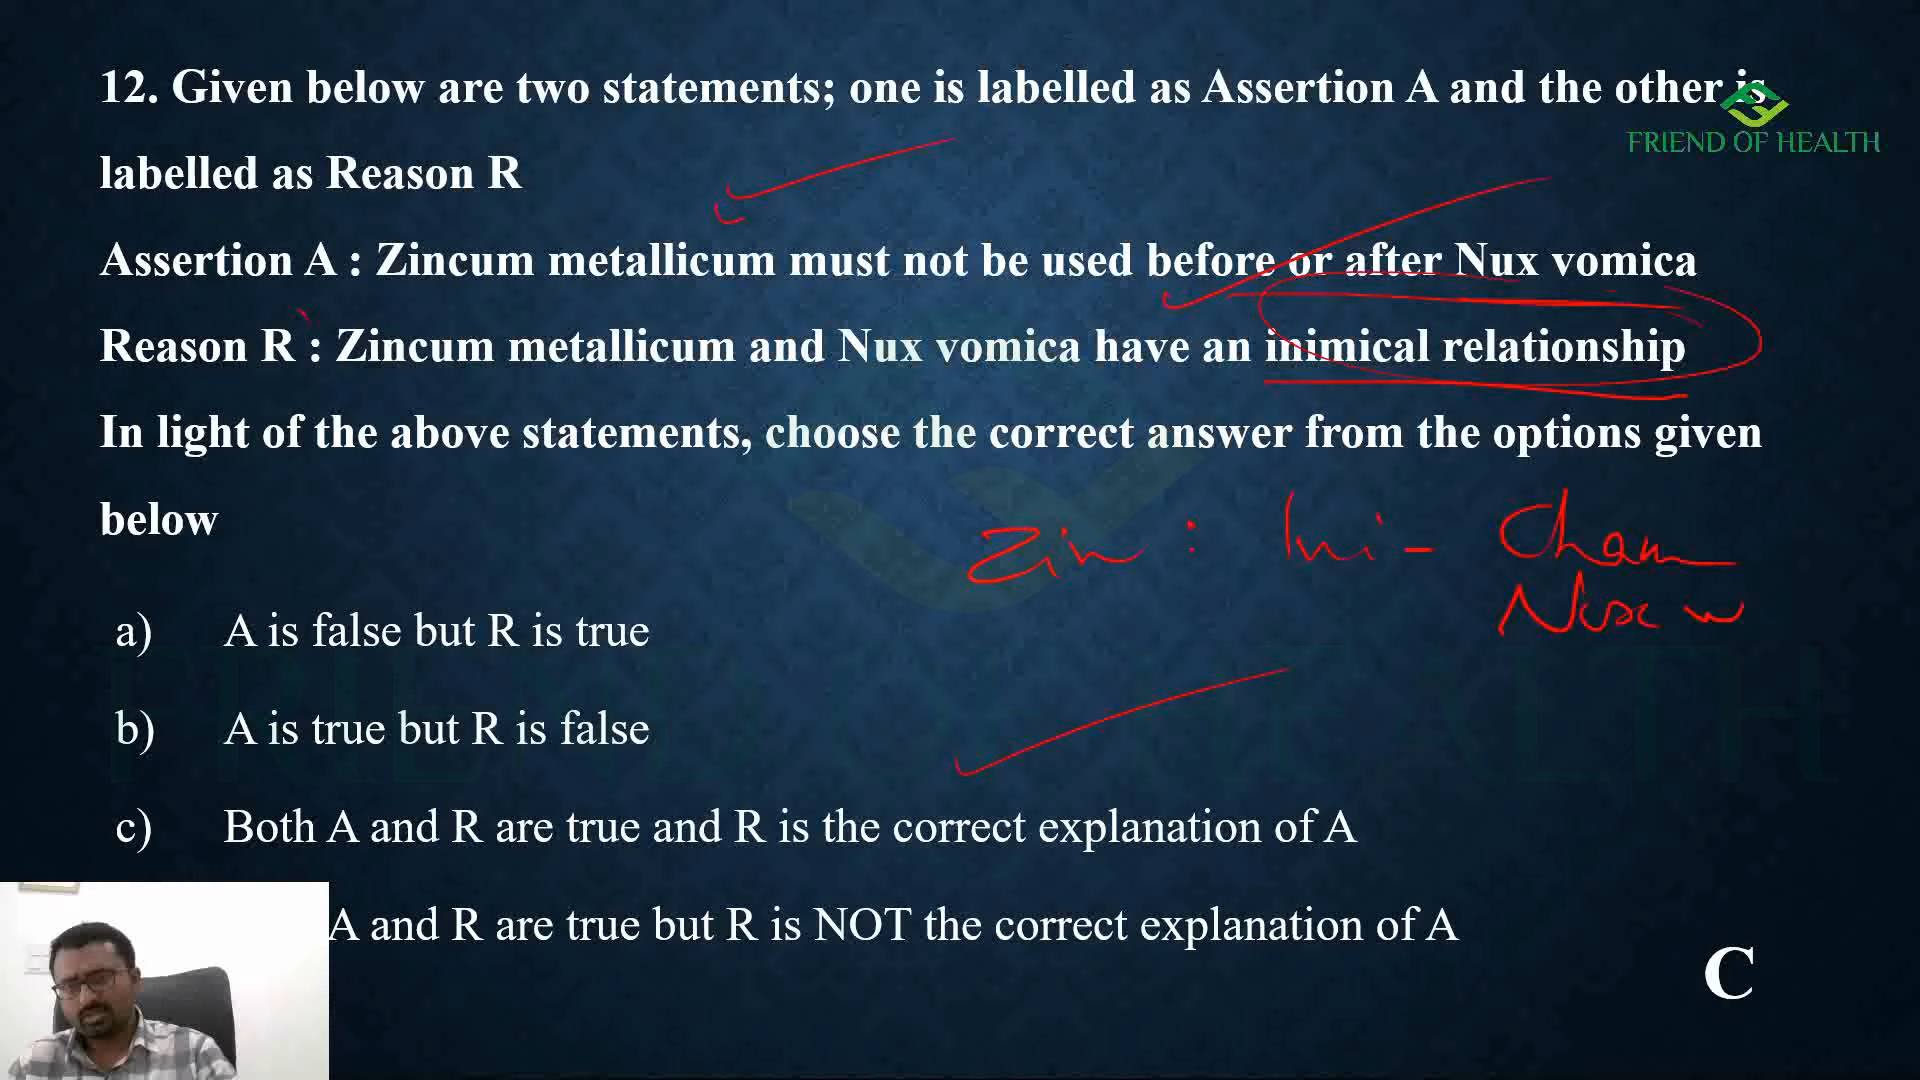 12. Given below are two statements; one is labelled as Assertion A and the other is
FRIEND OF HEALTH
labelled as Reason R
Assertion A : Zincum metallicum must not be used before or after Nux vomica
Reason R : Zincum metallicum and Nux vomica have an inimical relationship
In light of the above statements, choose the correct answer from the options given
below
Zin : Ini - Cham
Nux v
a) A is false but R is true
b) A is true but R is false
c) Both A and R are true and R is the correct explanation of A
A and R are true but R is NOT the correct explanation of A
C